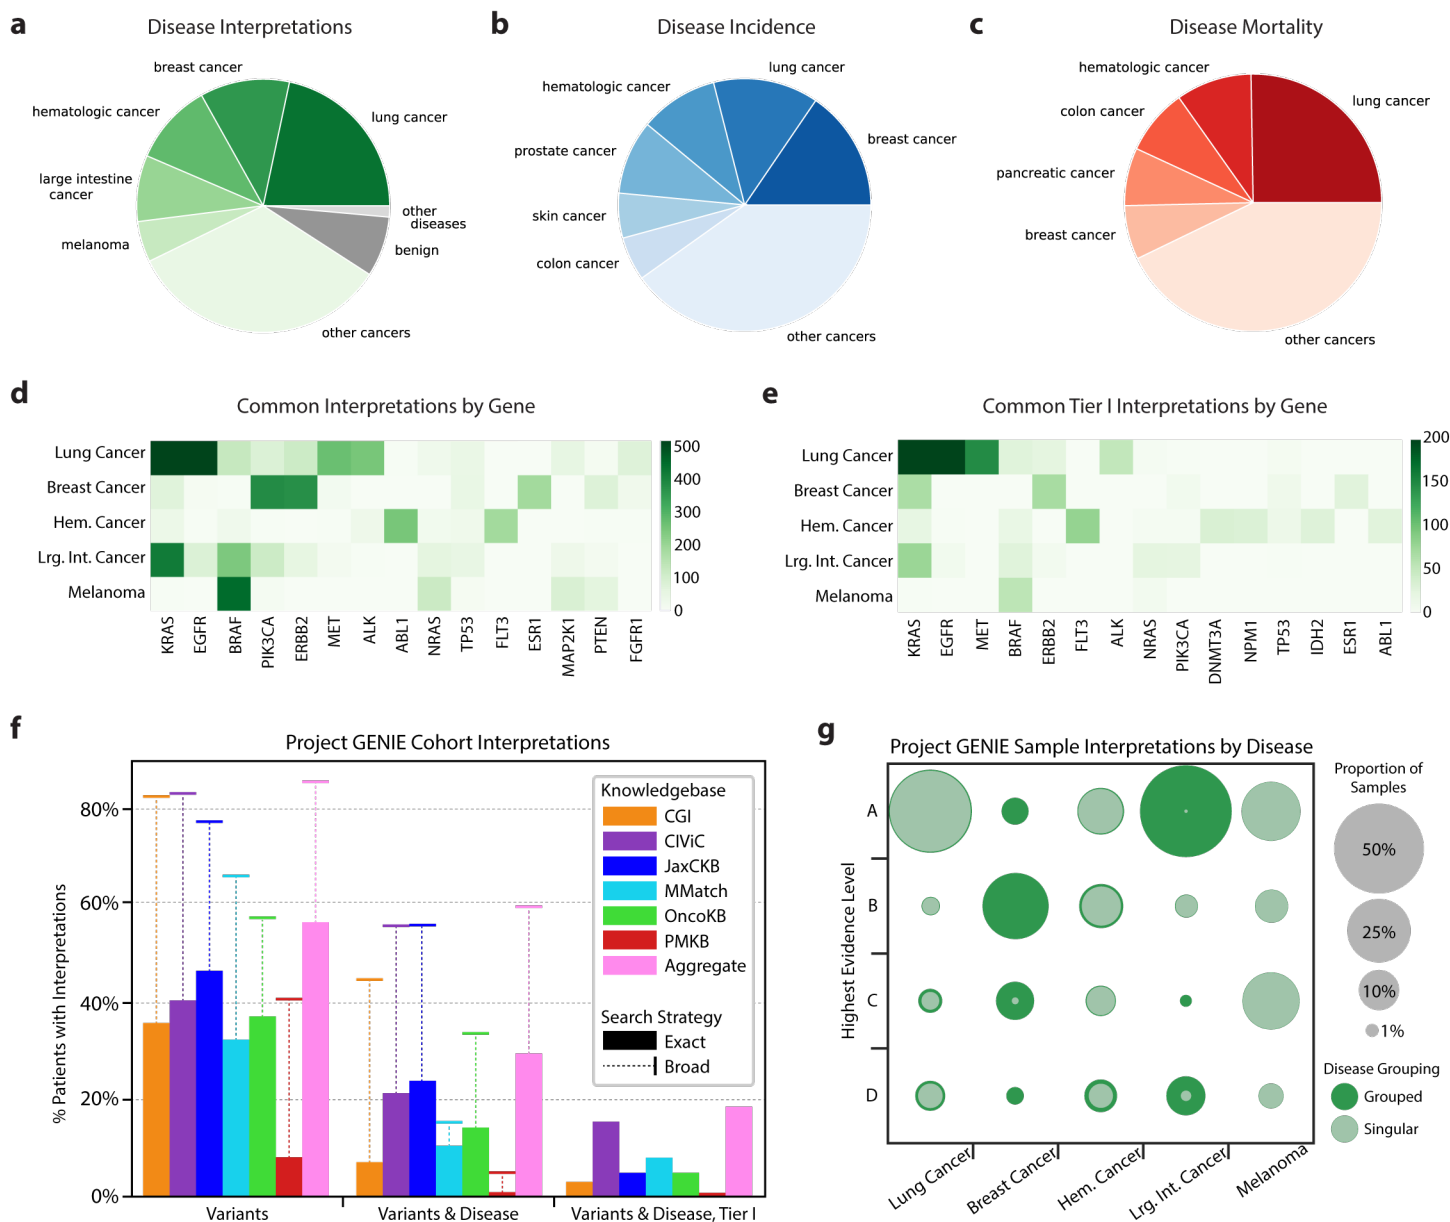 a
Disease Interpretations
breast cancer
hematologic cancer
lung cancer
large intestine
cancer
melanoma
other
diseases
benign
other cancers
b
Disease Incidence
lung cancer
hematologic cancer
breast cancer
prostate cancer
skin cancer
colon cancer
other cancers
c
Disease Mortality
hematologic cancer
lung cancer
colon cancer
pancreatic cancer
breast cancer
other cancers
d
Common Interpretations by Gene
Lung Cancer
Breast Cancer
Hem. Cancer
Lrg. Int. Cancer
Melanoma
500
400
300
200
100
0
KRAS
EGFR
BRAF
PIK3CA
ERBB2
MET
ALK
ABL1
NRAS
TP53
FLT3
ESR1
MAP2K1
PTEN
FGFR1
e
Common Tier I Interpretations by Gene
Lung Cancer
Breast Cancer
Hem. Cancer
Lrg. Int. Cancer
Melanoma
200
150
100
50
0
KRAS
EGFR
MET
BRAF
ERBB2
FLT3
ALK
NRAS
PIK3CA
DNMT3A
NPM1
TP53
IDH2
ESR1
ABL1
f
Project GENIE Cohort Interpretations
% Patients with Interpretations
80%
60%
40%
20%
0%
Knowledgebase
CGI
CIViC
JaxCKB
MMatch
OncoKB
PMKB
Aggregate
Search Strategy
Exact
Broad
Variants
Variants & Disease
Variants & Disease, Tier I
g
Project GENIE Sample Interpretations by Disease
Highest Evidence Level
A
B
C
D
Lung Cancer
Breast Cancer
Hem. Cancer
Lrg. Int. Cancer
Melanoma
Proportion of
Samples
50%
25%
10%
1%
Disease Grouping
Grouped
Singular